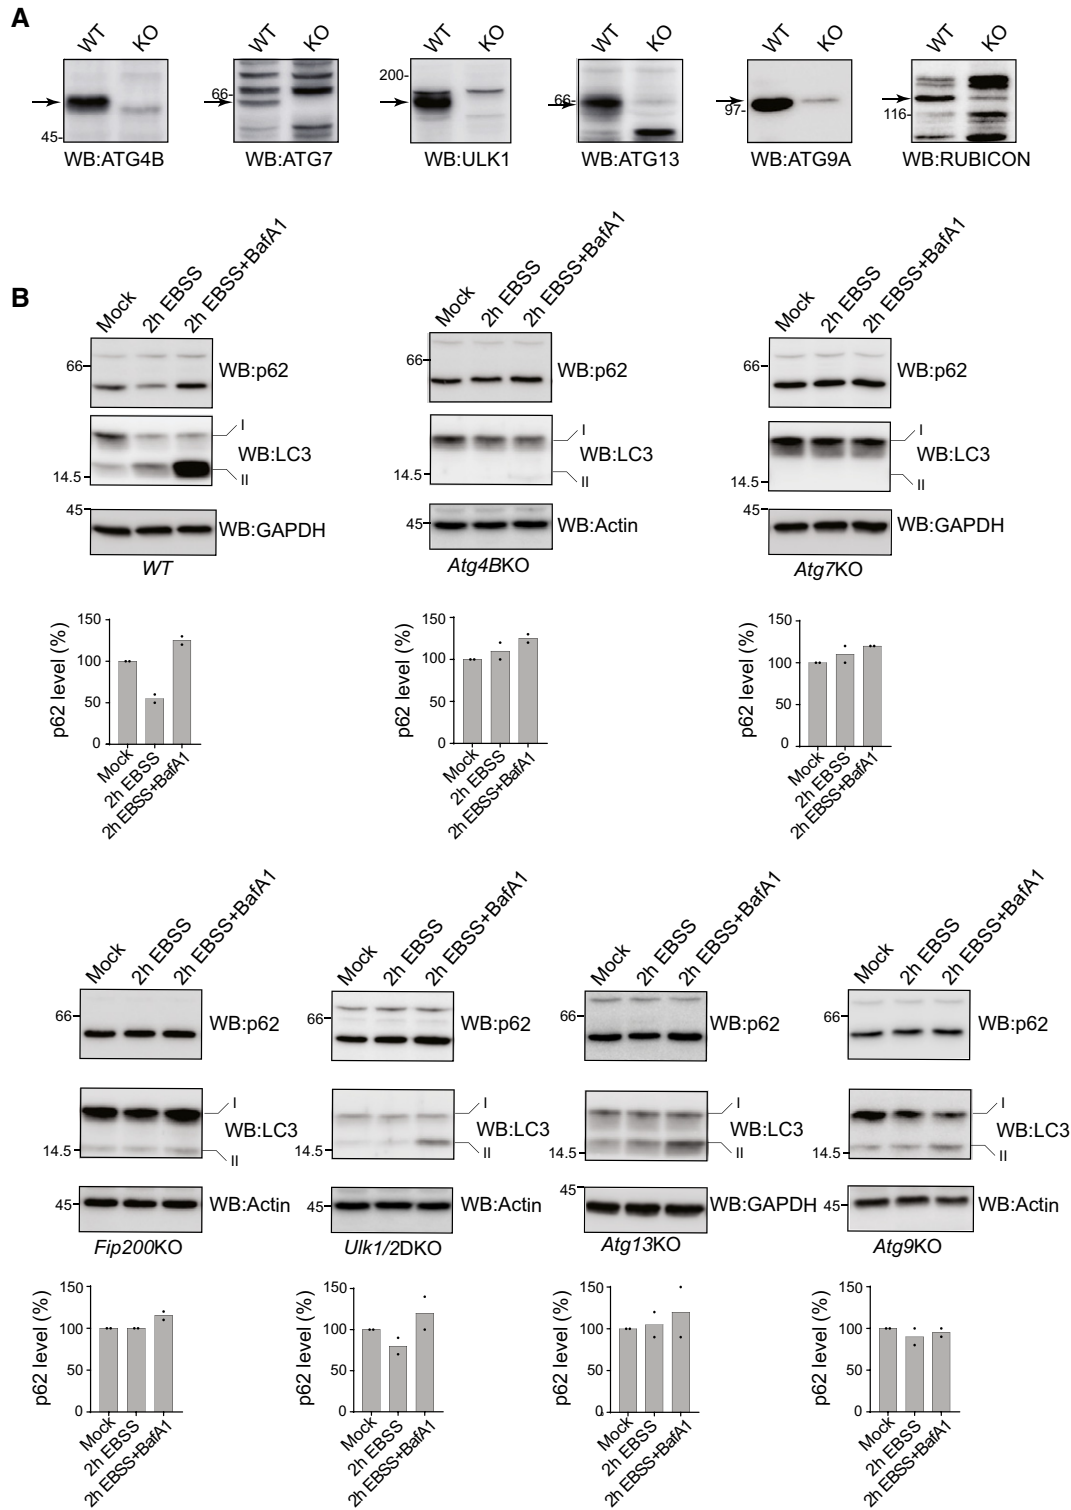 A
WT KO WT KO WT KO WT KO WT KO WT KO
45-
66-
200-
66-
97-
116-
WB:ATG4B WB:ATG7 WB:ULK1 WB:ATG13 WB:ATG9A WB:RUBICON
B
Mock 2h EBSS 2h EBSS+BafA1 Mock 2h EBSS 2h EBSS+BafA1 Mock 2h EBSS 2h EBSS+BafA1
66- WB:p62 66- WB:p62 66- WB:p62
I I I
WB:LC3 WB:LC3 WB:LC3
14.5- II 14.5- II 14.5- II
45- WB:GAPDH 45- WB:Actin 45- WB:GAPDH
WT Atg4BKO Atg7KO
p62 level (%) 150 100 50 0 Mock 2h EBSS 2h EBSS+BafA1
p62 level (%) 150 100 50 0 Mock 2h EBSS 2h EBSS+BafA1
p62 level (%) 150 100 50 0 Mock 2h EBSS 2h EBSS+BafA1
Mock 2h EBSS 2h EBSS+BafA1 Mock 2h EBSS 2h EBSS+BafA1 Mock 2h EBSS 2h EBSS+BafA1 Mock 2h EBSS 2h EBSS+BafA1
66- WB:p62 66- WB:p62 66- WB:p62 66- WB:p62
I I I I
WB:LC3 WB:LC3 WB:LC3 WB:LC3
14.5- II 14.5- II 14.5- II 14.5- II
45- WB:Actin 45- WB:Actin 45- WB:GAPDH 45- WB:Actin
Fip200KO Ulk1/2DKO Atg13KO Atg9KO
p62 level (%) 150 100 50 0 Mock 2h EBSS 2h EBSS+BafA1
p62 level (%) 150 100 50 0 Mock 2h EBSS 2h EBSS+BafA1
p62 level (%) 150 100 50 0 Mock 2h EBSS 2h EBSS+BafA1
p62 level (%) 150 100 50 0 Mock 2h EBSS 2h EBSS+BafA1